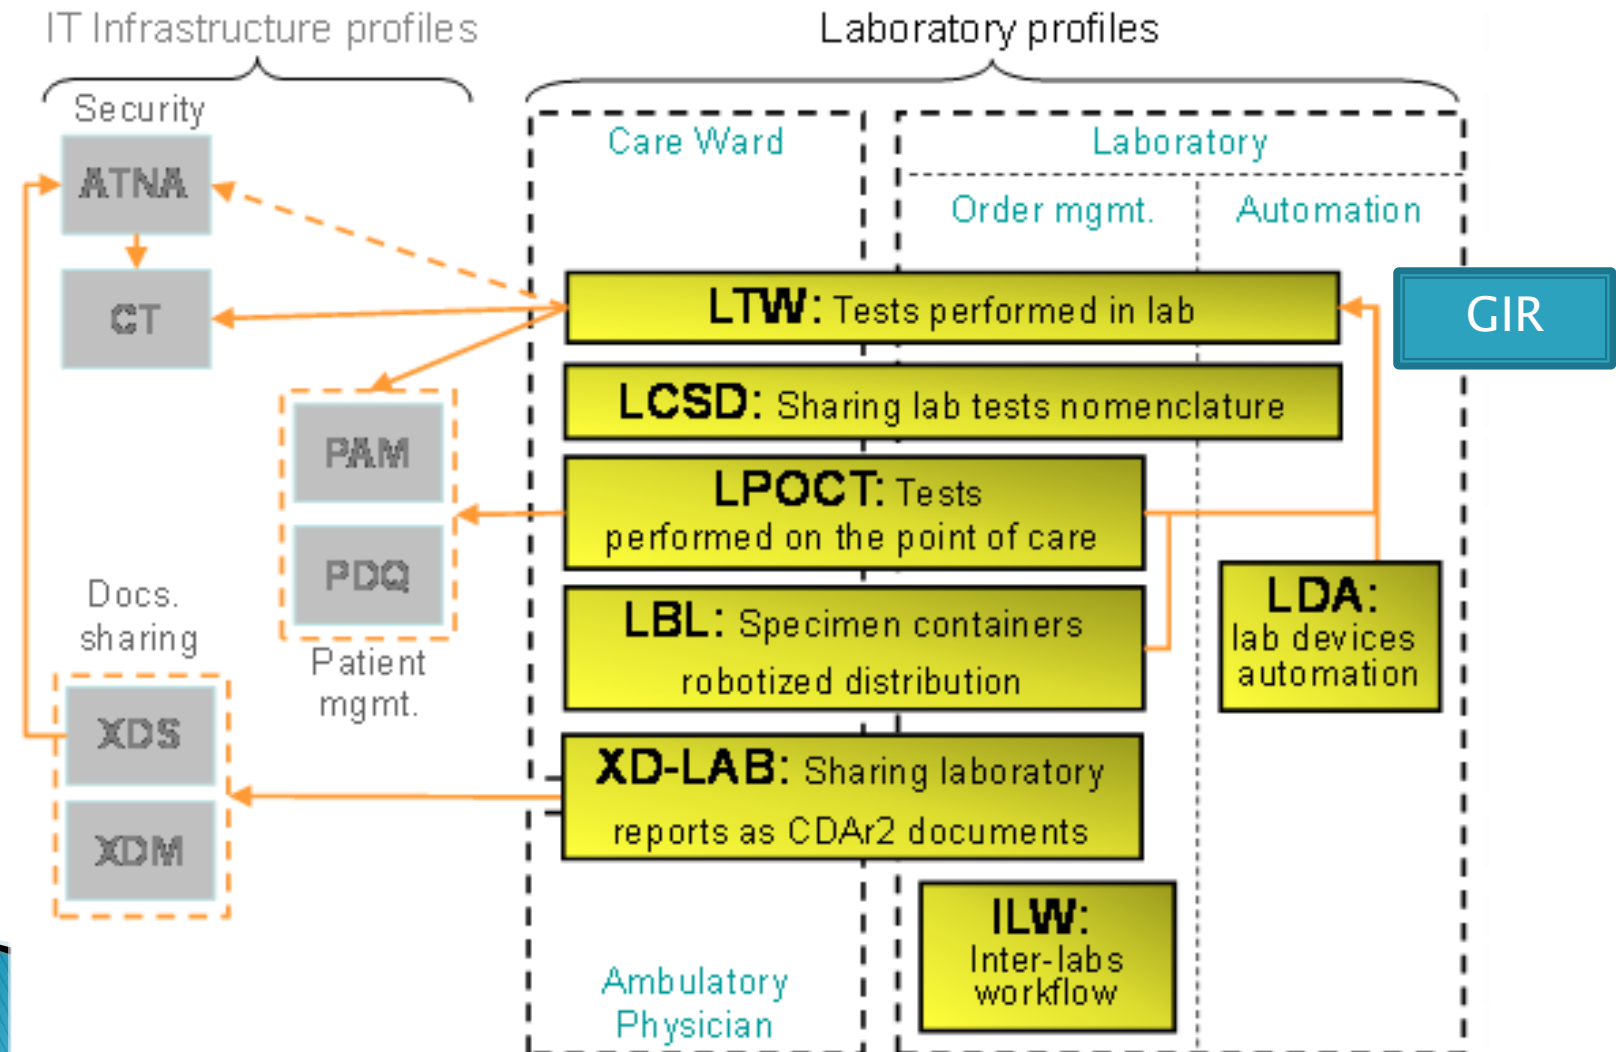 IT Infrastructure profiles
Laboratory profiles
Security
ATNA
CT
PAM
PDQ
Patient
mgmt.
Docs.
sharing
XDS
XDM
Care Ward
Laboratory
Order mgmt.
Automation
LTW: Tests performed in lab
GIR
LCSD: Sharing lab tests nomenclature
LPOCT: Tests
performed on the point of care
LBL: Specimen containers
robotized distribution
LDA:
lab devices
automation
XD-LAB: Sharing laboratory
reports as CDAr2 documents
ILW:
Inter-labs
workflow
Ambulatory
Physician